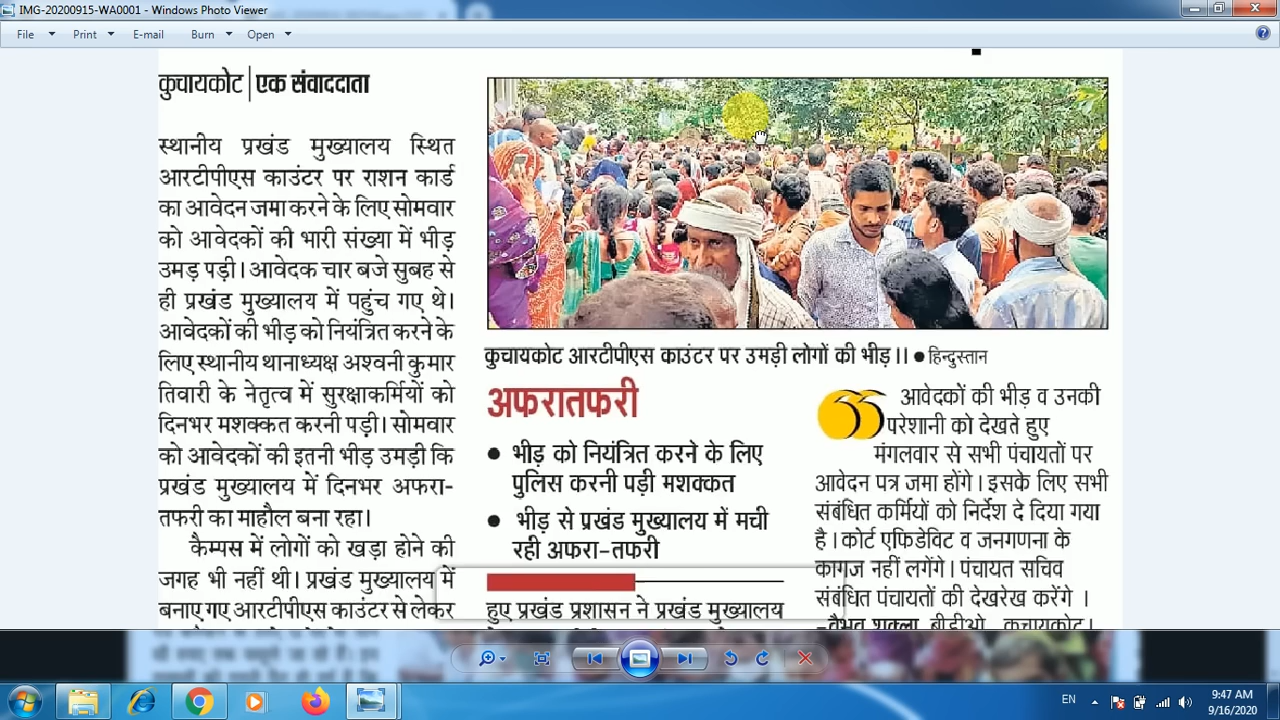 IMG-20200915-WA0001 - Windows Photo Viewer
File Print E-mail Burn Open
कुचायकोट | एक संवाददाता
स्थानीय प्रखंड मुख्यालय स्थित
आरटीपीएस काउंटर पर राशन कार्ड
का आवेदन जमा करने के लिए सोमवार
को आवेदकों की भारी संख्या में भीड़
उमड़ पड़ी। आवेदक चार बजे सुबह से
ही प्रखंड मुख्यालय में पहुंच गए थे।
आवेदकों की भीड़ को नियंत्रित करने के
लिए स्थानीय थानाध्यक्ष अश्वनी कुमार
तिवारी के नेतृत्व में सुरक्षाकर्मियों को
दिनभर मशक्कत करनी पड़ी। सोमवार
को आवेदकों की इतनी भीड़ उमड़ी कि
प्रखंड मुख्यालय में दिनभर अफरा-
तफरी का माहौल बना रहा।
कैम्पस में लोगों को खड़ा होने की
जगह भी नहीं थी। प्रखंड मुख्यालय में
बनाए गए आरटीपीएस काउंटर से लेकर
कुचायकोट आरटीपीएस काउंटर पर उमड़ी लोगों की भीड़।। ● हिन्दुस्तान
अफरातफरी
● भीड़ को नियंत्रित करने के लिए
पुलिस करनी पड़ी मशक्कत
● भीड़ से प्रखंड मुख्यालय में मची
रही अफरा-तफरी
हुए प्रखंड प्रशासन ने प्रखंड मुख्यालय
आवेदकों की भीड़ व उनकी
परेशानी को देखते हुए
मंगलवार से सभी पंचायतों पर
आवेदन पत्र जमा होंगे। इसके लिए सभी
संबंधित कर्मियों को निर्देश दे दिया गया
है। कोर्ट एफिडेविट व जनगणना के
कागज नहीं लगेंगे। पंचायत सचिव
संबंधित पंचायतों की देखरेख करेंगे ।
-वैभव शुक्ला, बीडीओ, कुचायकोट।
EN
9:47 AM
9/16/2020